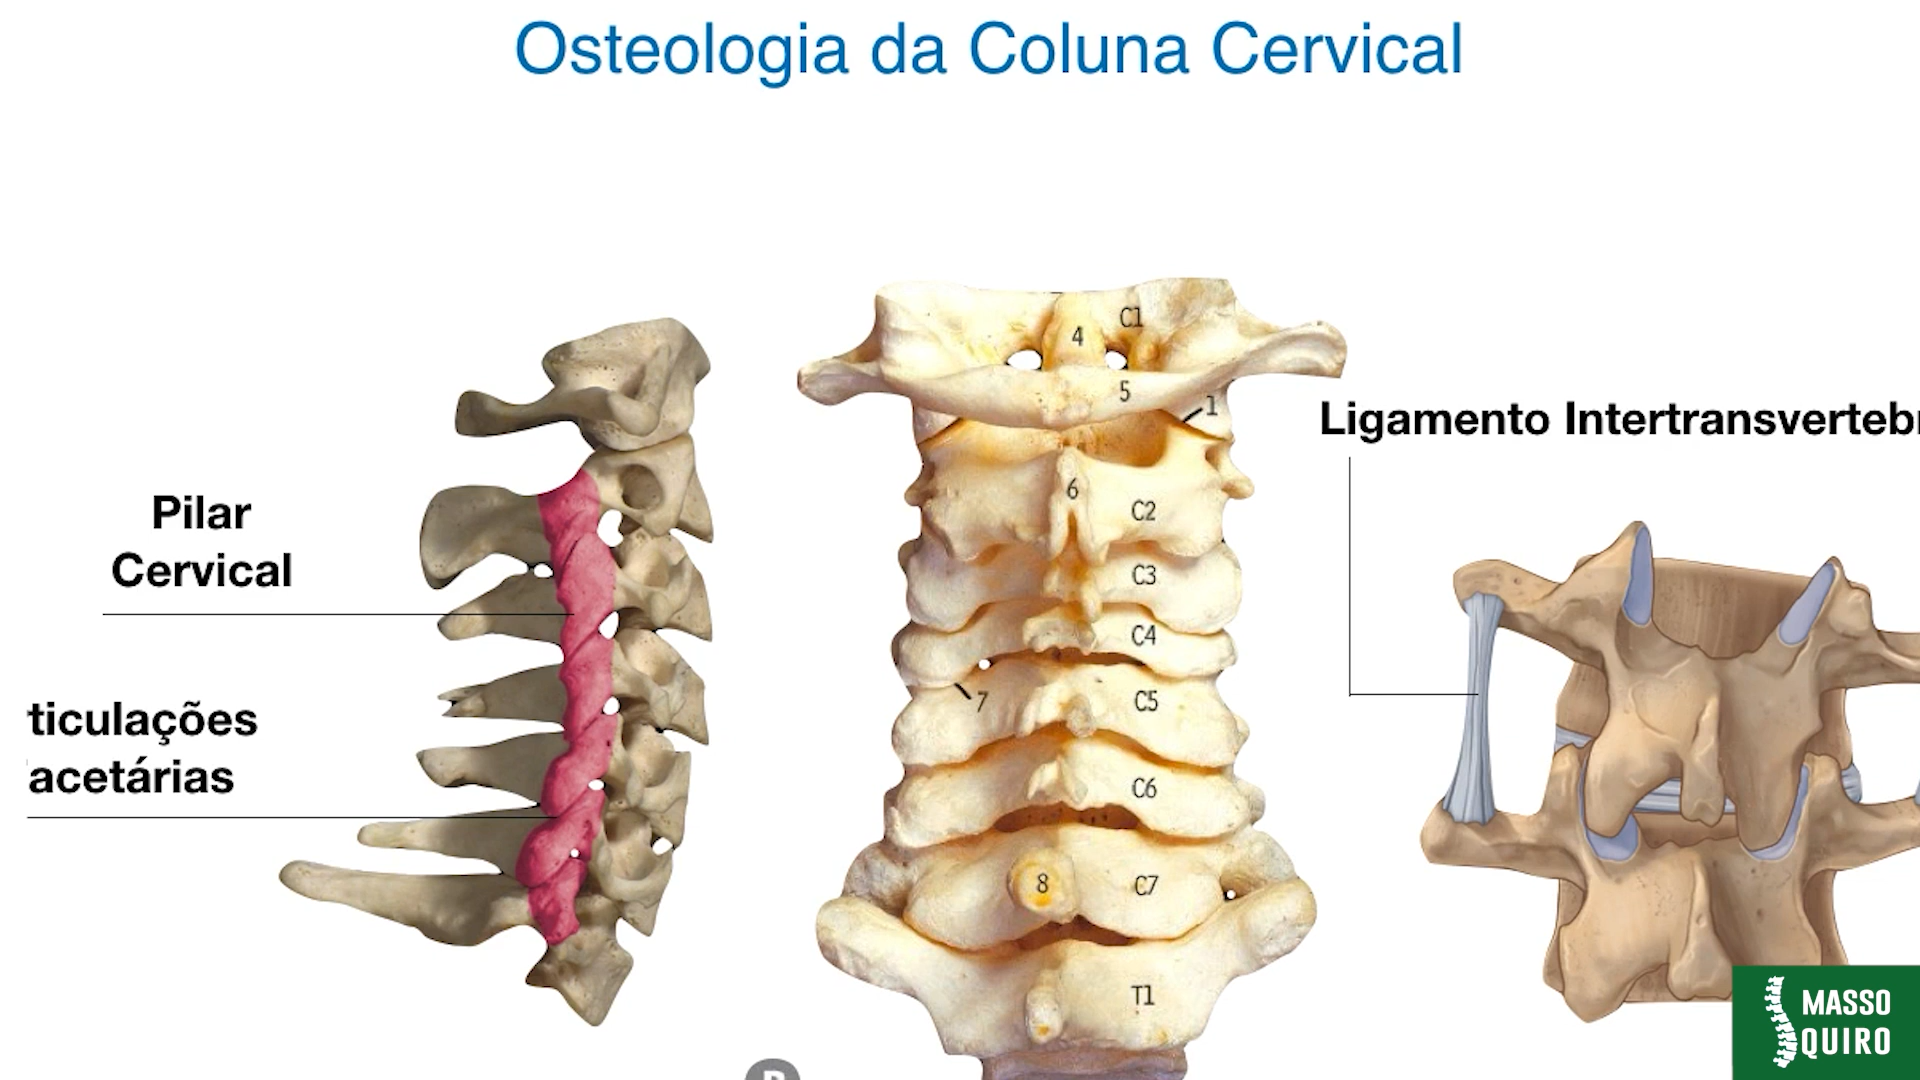 Osteologia da Coluna Cervical
Pilar
Cervical
ticulações
acetárias
C1
4
5
1
6
C2
C3
C4
7
C5
C6
8
C7
T1
Ligamento Intertransverteb
MASSO
QUIRO